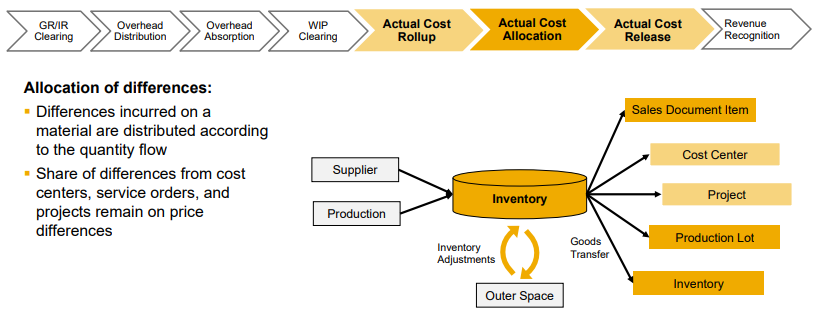 GR/IR
Clearing
Overhead
Distribution
Overhead
Absorption
WIP
Clearing
Actual Cost
Rollup
Actual Cost
Allocation
Actual Cost
Release
Revenue
Recognition
Allocation of differences:
Differences incurred on a
material are distributed according
to the quantity flow
Share of differences from cost
centers, service orders, and
projects remain on price
differences
Supplier
Production
Inventory
Inventory
Adjustments
Outer Space
Goods
Transfer
Sales Document Item
Cost Center
Project
Production Lot
Inventory